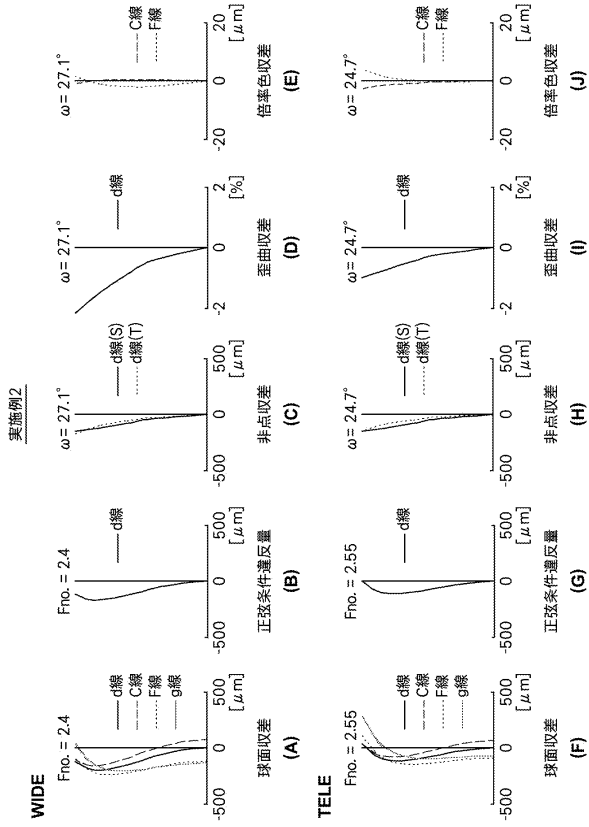 実施例2
WIDE
Fno. = 2.4
d線
C線
F線
g線
-500 0 500
[μm]
球面収差
(A)
Fno. = 2.4
d線
-500 0 500
[μm]
正弦条件違反量
(B)
ω= 27.1°
d線(S)
d線(T)
-500 0 500
[μm]
非点収差
(C)
ω= 27.1°
d線
-2 0 2
[%]
歪曲収差
(D)
ω= 27.1°
C線
F線
-20 0 20
[μm]
倍率色収差
(E)
TELE
Fno. = 2.55
d線
C線
F線
g線
-500 0 500
[μm]
球面収差
(F)
Fno. = 2.55
d線
-500 0 500
[μm]
正弦条件違反量
(G)
ω= 24.7°
d線(S)
d線(T)
-500 0 500
[μm]
非点収差
(H)
ω= 24.7°
d線
-2 0 2
[%]
歪曲収差
(I)
ω= 24.7°
C線
F線
-20 0 20
[μm]
倍率色収差
(J)